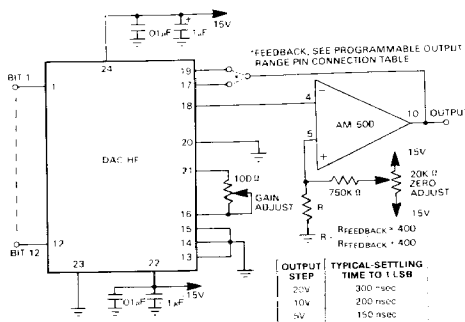 15V
.01µF
1µF
+
*FEEDBACK, SEE PROGRAMMABLE OUTPUT
RANGE PIN CONNECTION TABLE
24
BIT 1
1
19
17
18
4
−
AM 500
10
OUTPUT
5
+
DAC HF
20
21
100Ω
GAIN
ADJUST
16
15V
750K Ω
20K Ω
ZERO
ADJUST
15V
R
15
14
13
BIT 12
12
23
22
R =
RFEEDBACK × 400
RFEEDBACK + 400
15V
.01µF
1µF
OUTPUT STEP
TYPICAL-SETTLING TIME TO 1 LSB
20V 300 nsec
10V 200 nsec
5V 150 nsec